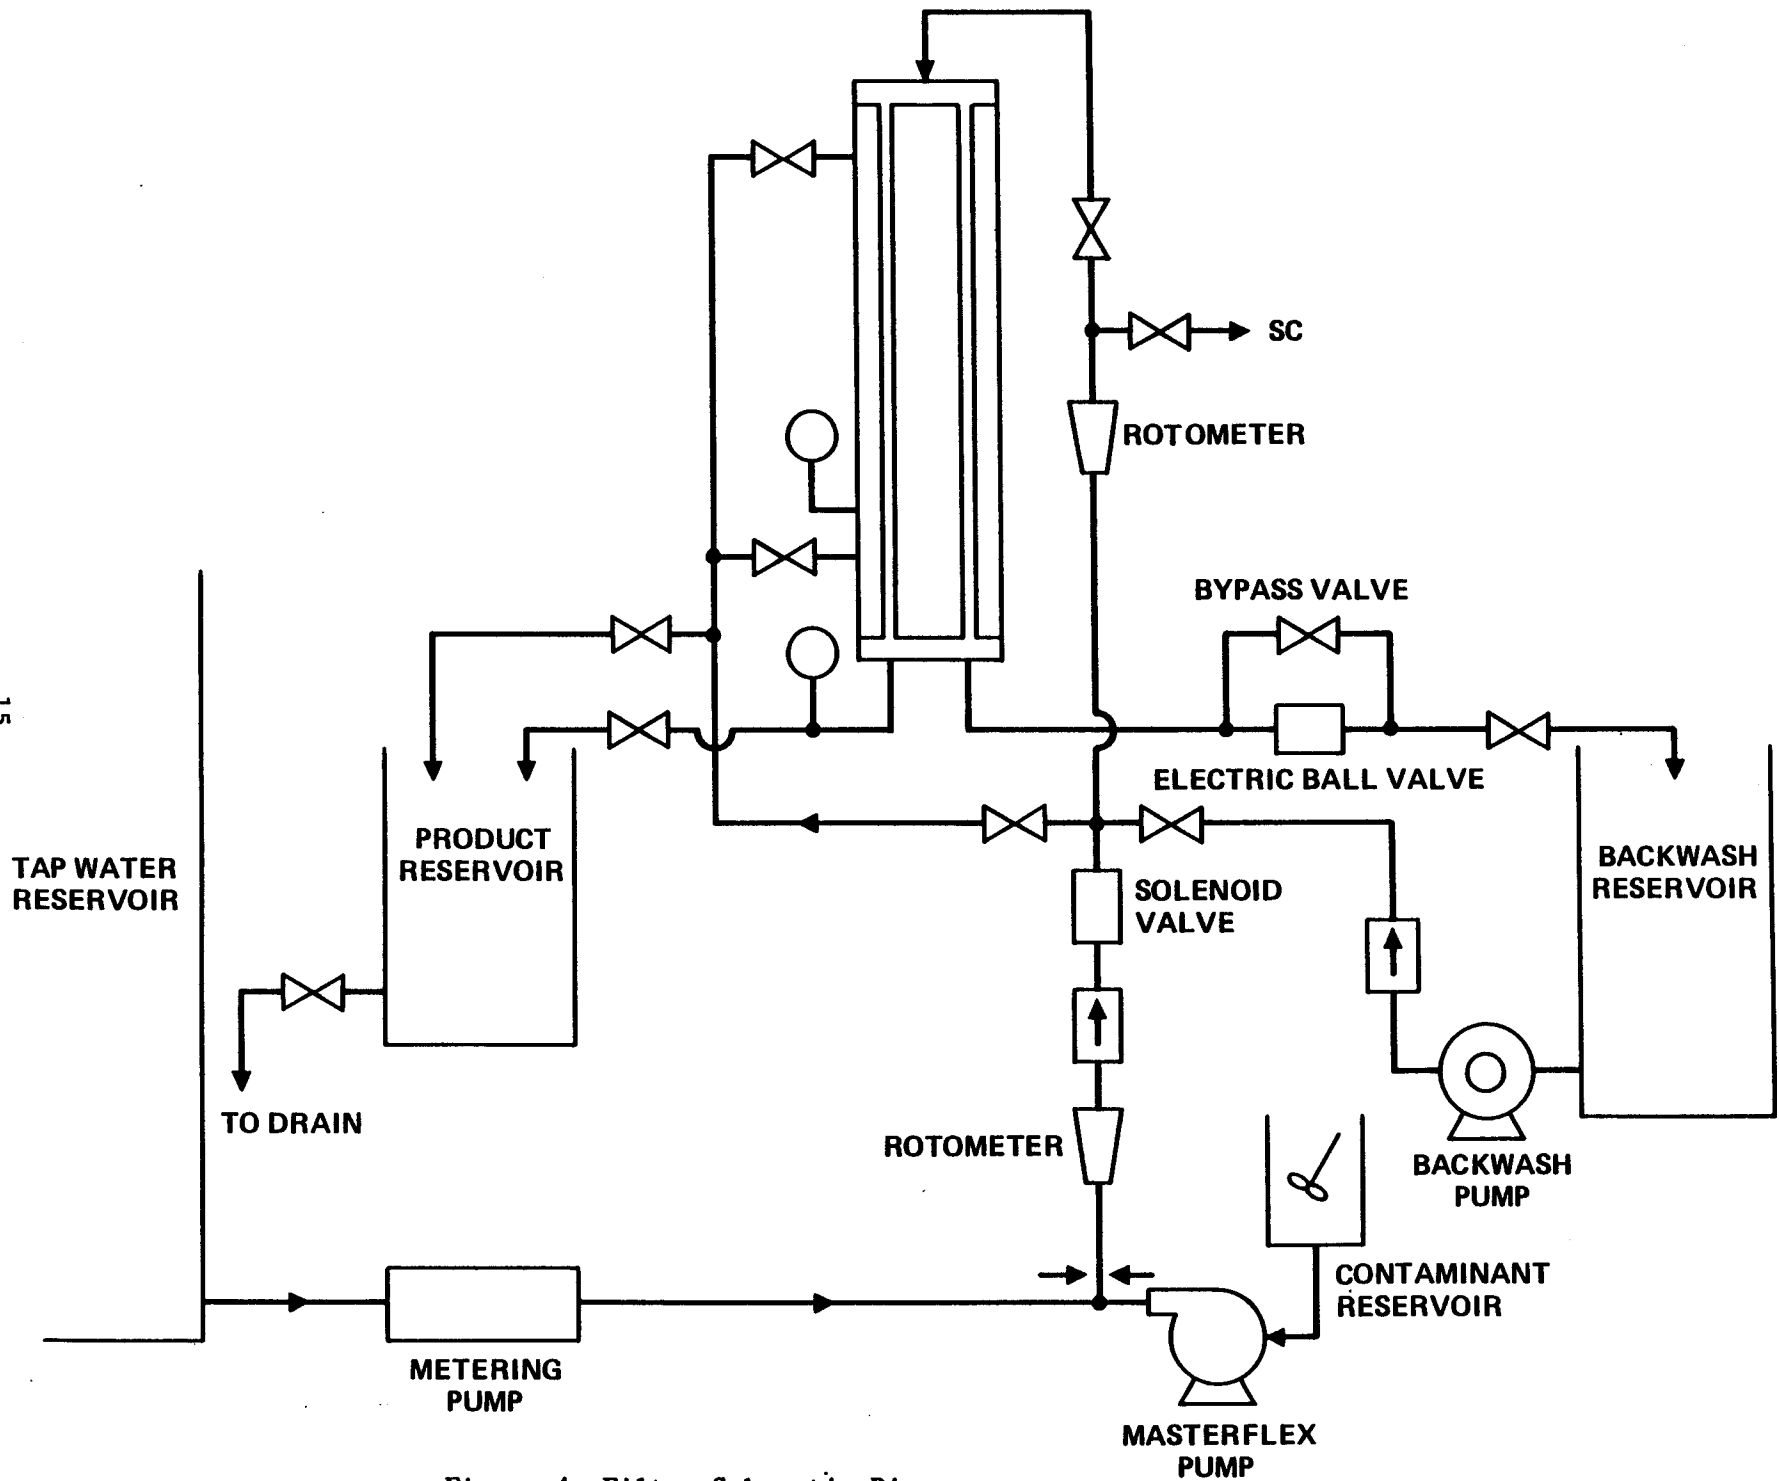 SC
ROTOMETER
BYPASS VALVE
ELECTRIC BALL VALVE
PRODUCT
RESERVOIR
TAP WATER
RESERVOIR
BACKWASH
RESERVOIR
SOLENOID
VALVE
TO DRAIN
ROTOMETER
BACKWASH
PUMP
CONTAMINANT
RESERVOIR
METERING
PUMP
MASTERFLEX
PUMP
15